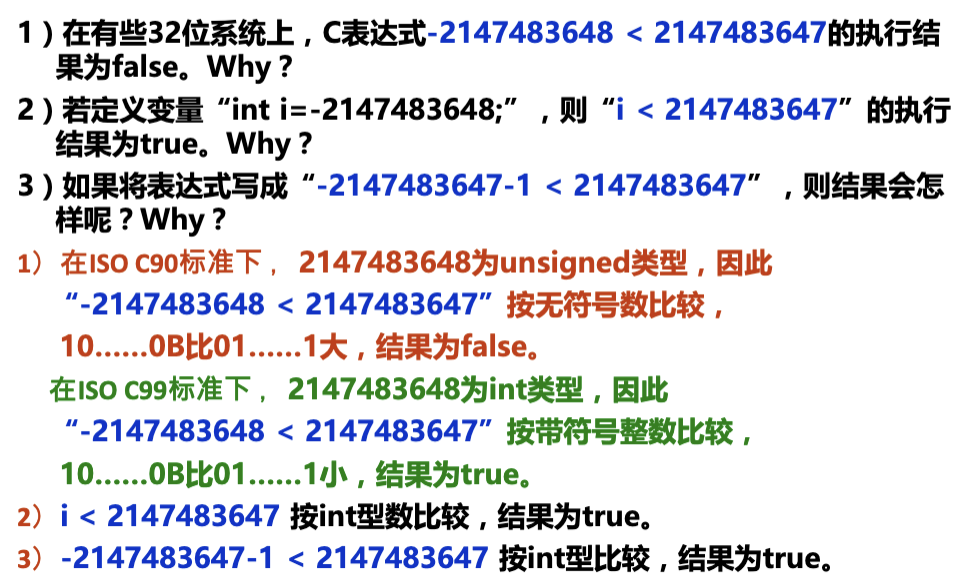 1）在有些32位系统上，C表达式-2147483648 < 2147483647的执行结
果为false。Why？
2）若定义变量“int i=-2147483648;”，则“i < 2147483647”的执行
结果为true。Why？
3）如果将表达式写成“-2147483647-1 < 2147483647”，则结果会怎
样呢？Why？
1）在ISO C90标准下，2147483648为unsigned类型，因此
“-2147483648 < 2147483647”按无符号数比较，
10……0B比01……1大，结果为false。
在ISO C99标准下，2147483648为int类型，因此
“-2147483648 < 2147483647”按带符号整数比较，
10……0B比01……1小，结果为true。
2）i < 2147483647 按int型数比较，结果为true。
3）-2147483647-1 < 2147483647 按int型比较，结果为true。